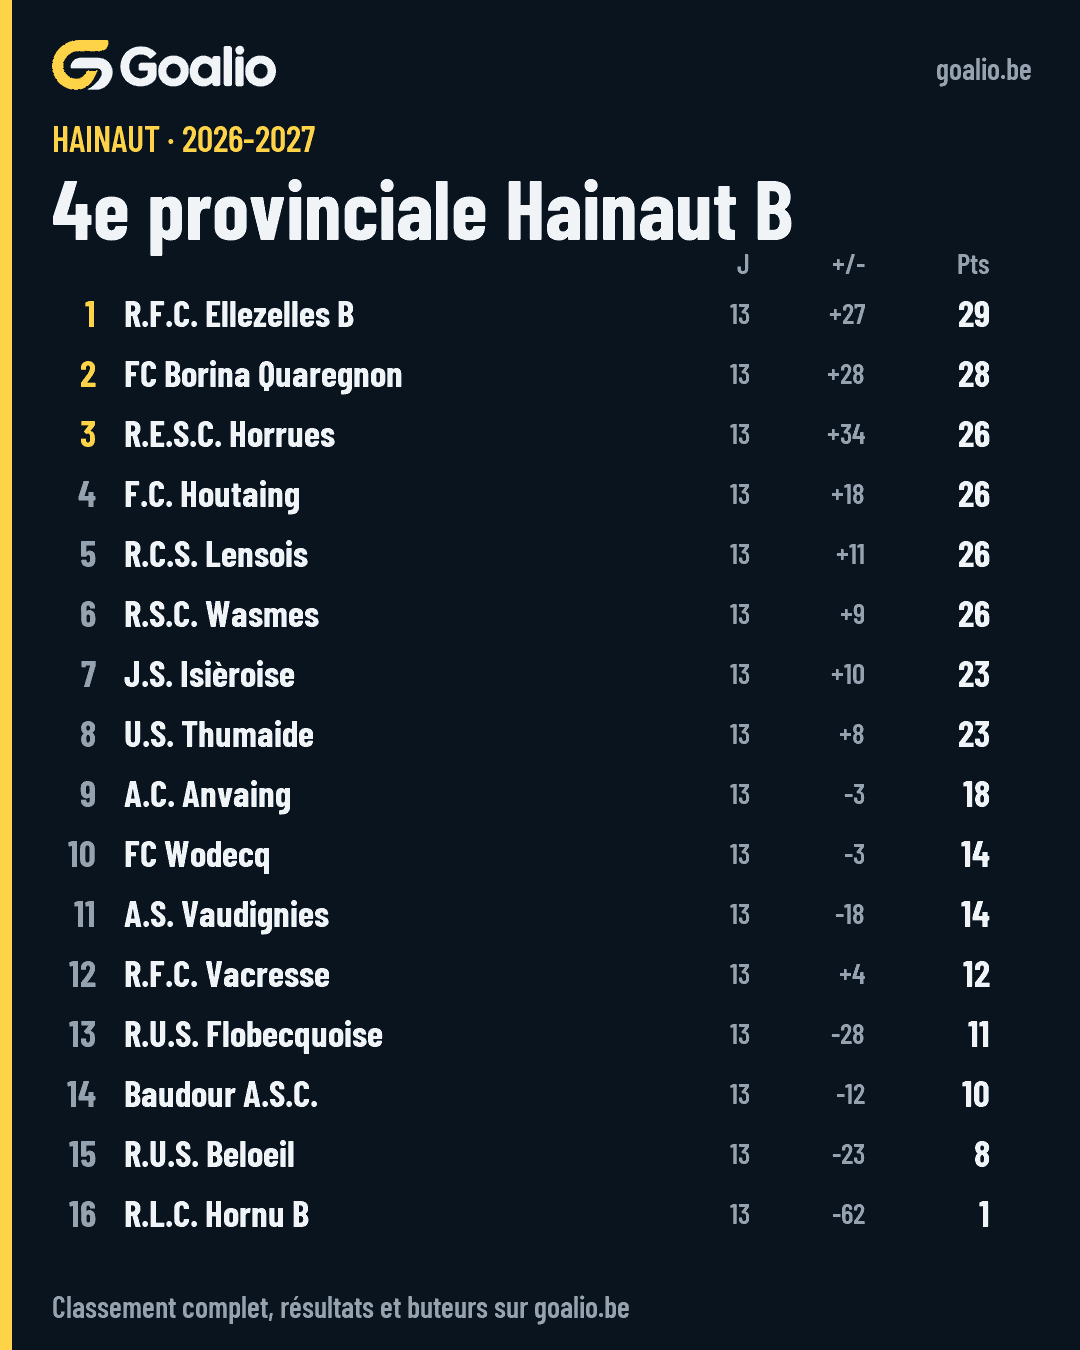 Goalio goalio.be
HAINAUT · 2026-2027
4e provinciale Hainaut B
J +/- Pts
1 R.F.C. Ellezelles B 13 +27 29
2 FC Borina Quaregnon 13 +28 28
3 R.E.S.C. Horrues 13 +34 26
4 F.C. Houtaing 13 +18 26
5 R.C.S. Lensois 13 +11 26
6 R.S.C. Wasmes 13 +9 26
7 J.S. Isièroise 13 +10 23
8 U.S. Thumaide 13 +8 23
9 A.C. Anvaing 13 -3 18
10 FC Wodecq 13 -3 14
11 A.S. Vaudignies 13 -18 14
12 R.F.C. Vacresse 13 +4 12
13 R.U.S. Flobecquoise 13 -28 11
14 Baudour A.S.C. 13 -12 10
15 R.U.S. Beloeil 13 -23 8
16 R.L.C. Hornu B 13 -62 1
Classement complet, résultats et buteurs sur goalio.be